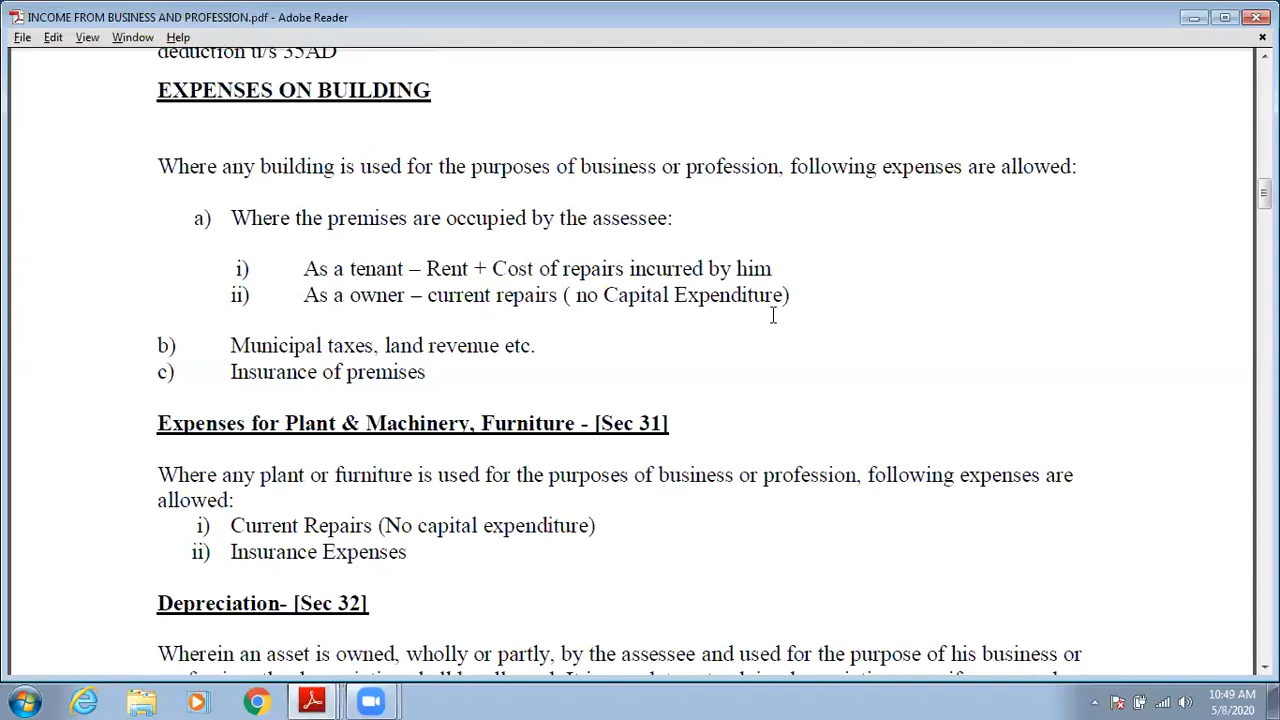 INCOME FROM BUSINESS AND PROFESSION.pdf - Adobe Reader
File Edit View Window Help
deduction u/s 35AD
EXPENSES ON BUILDING
Where any building is used for the purposes of business or profession, following expenses are allowed:
a) Where the premises are occupied by the assessee:
i) As a tenant – Rent + Cost of repairs incurred by him
ii) As a owner – current repairs ( no Capital Expenditure)
b) Municipal taxes, land revenue etc.
c) Insurance of premises
Expenses for Plant & Machinery, Furniture - [Sec 31]
Where any plant or furniture is used for the purposes of business or profession, following expenses are
allowed:
i) Current Repairs (No capital expenditure)
ii) Insurance Expenses
Depreciation- [Sec 32]
Wherein an asset is owned, wholly or partly, by the assessee and used for the purpose of his business or
10:49 AM
5/8/2020